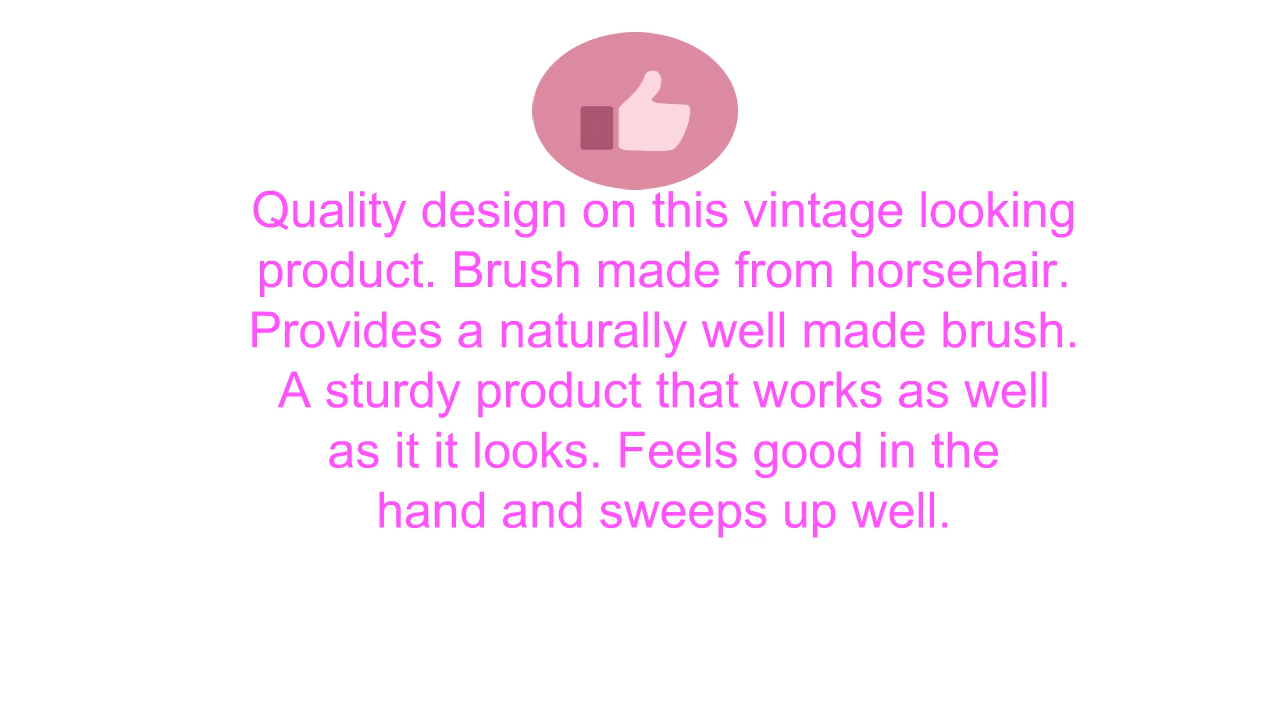 Quality design on this vintage looking
product. Brush made from horsehair.
Provides a naturally well made brush.
A sturdy product that works as well
as it it looks. Feels good in the
hand and sweeps up well.